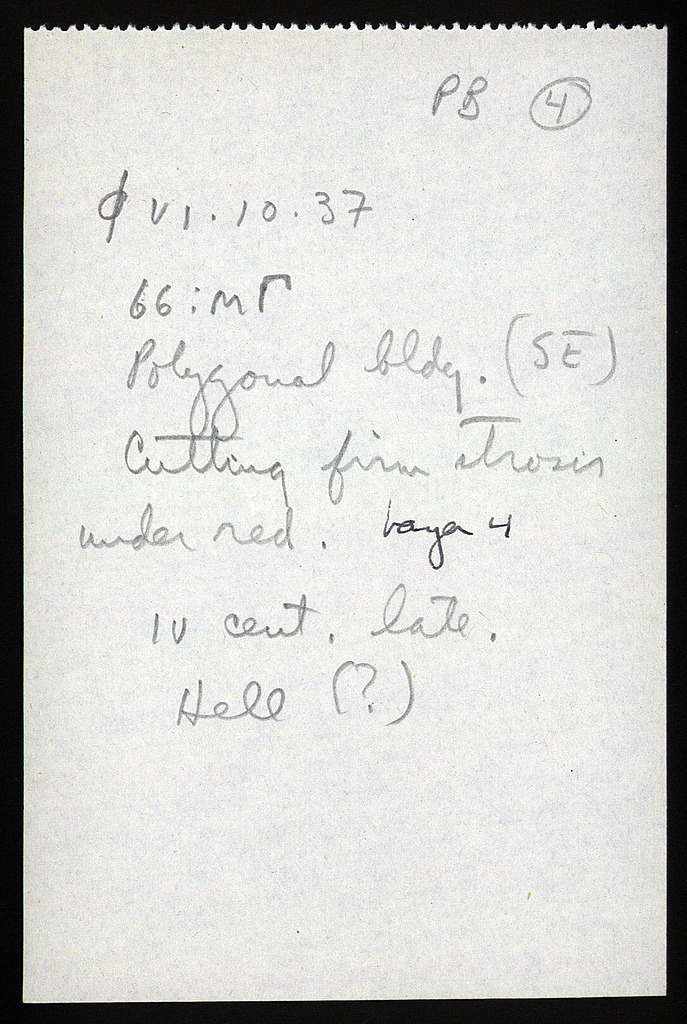 PB ④
ϕ VI.10.37
66:ΜΓ
Polygonal bldg. (SE)
Cutting firm strosis
under red. Layer 4
IV cent. late.
Hell (?)